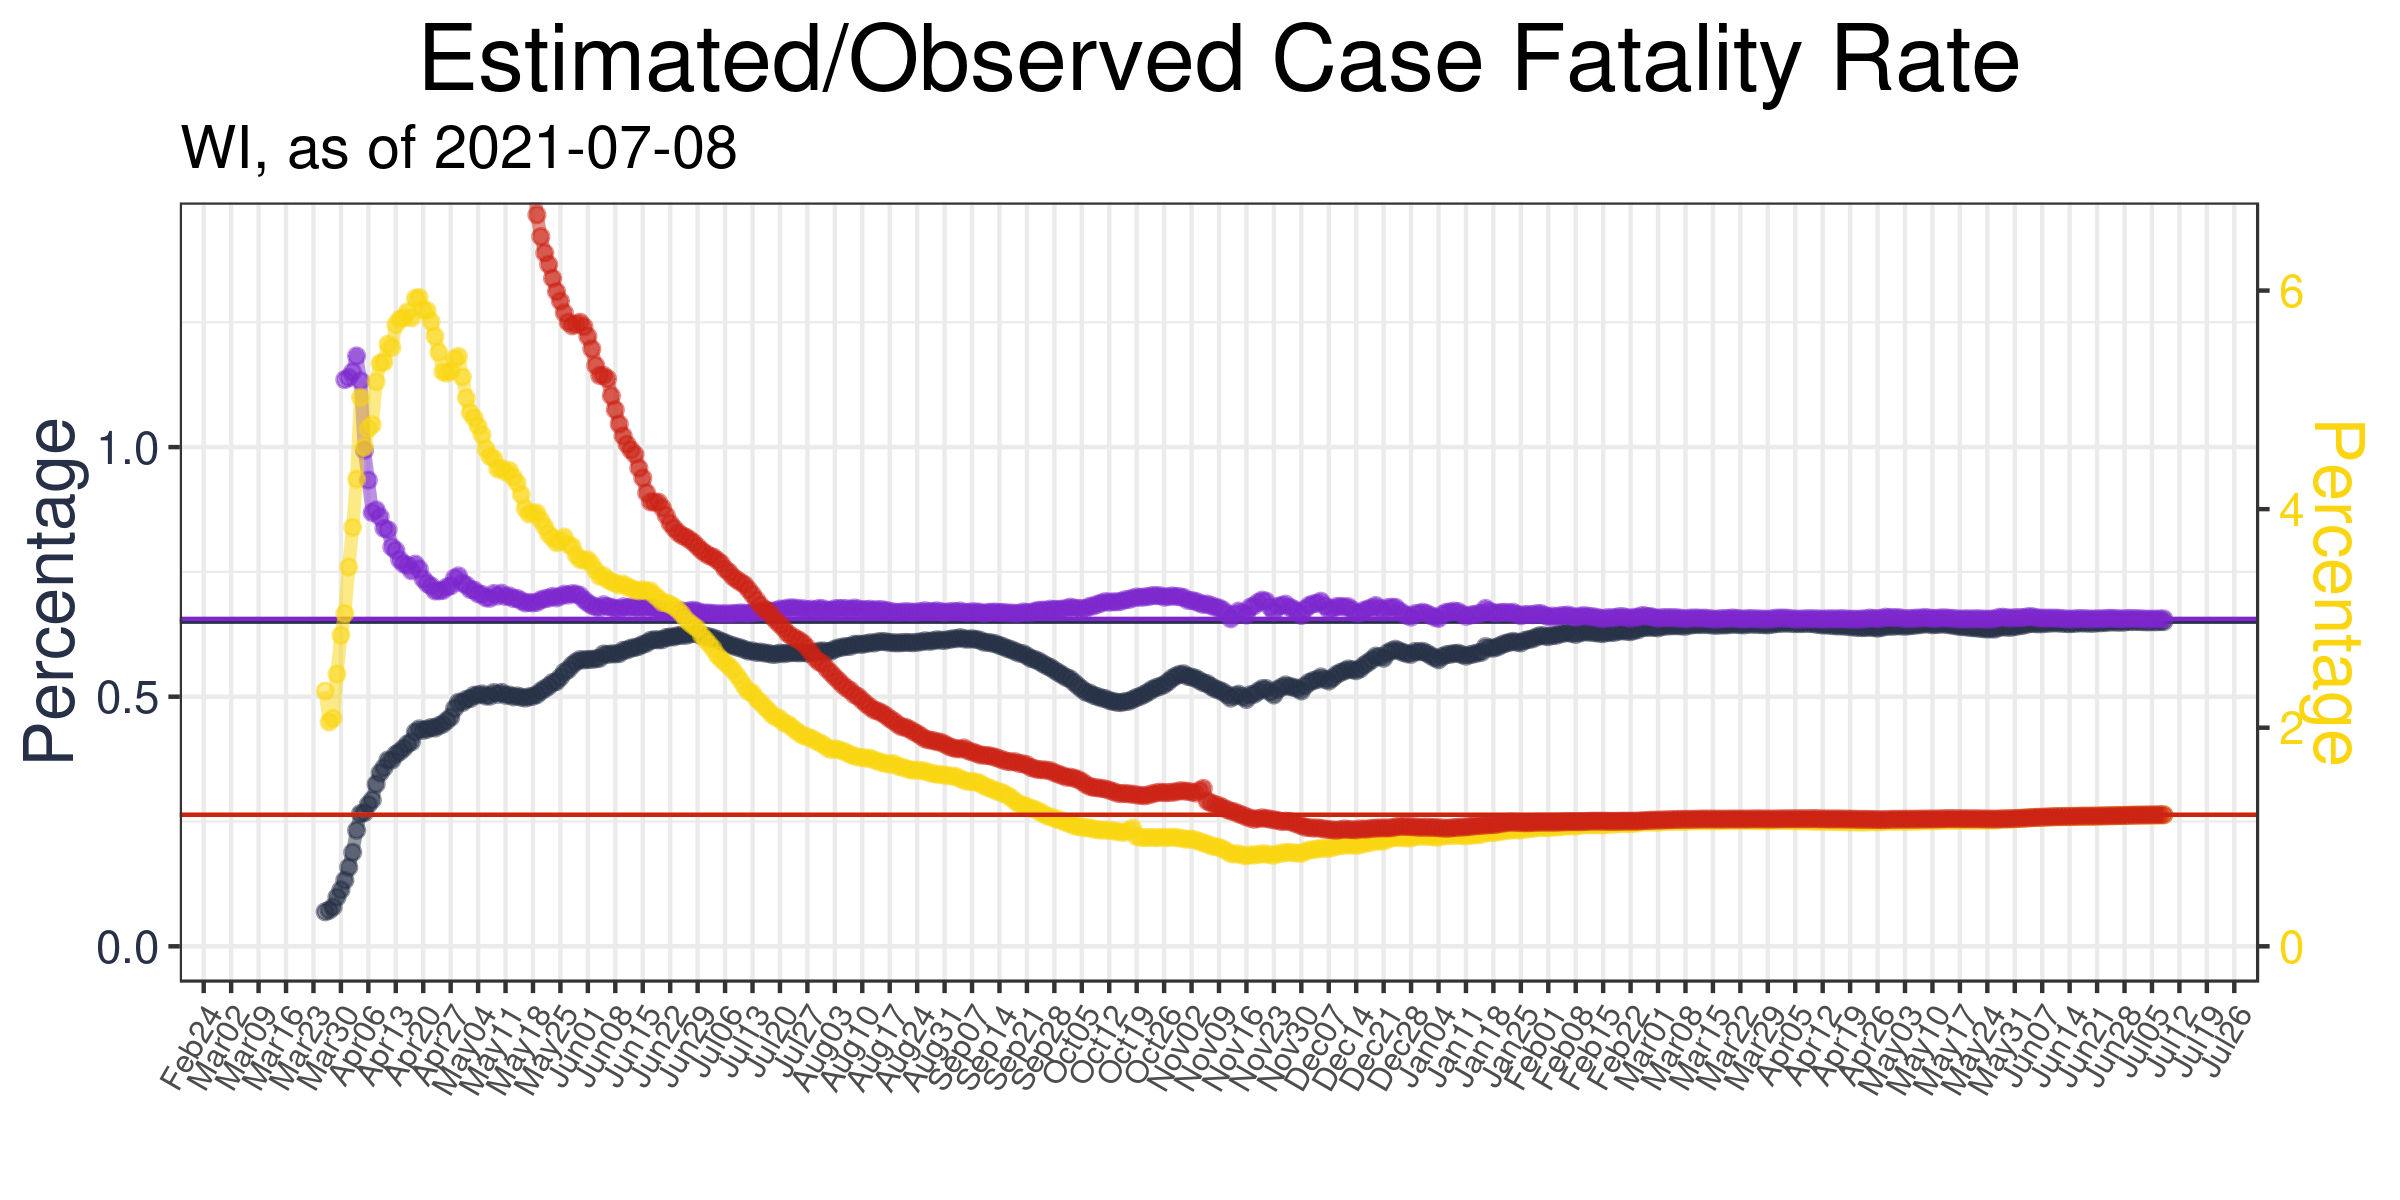 Estimated/Observed Case Fatality Rate
WI, as of 2021-07-08
Percentage
1.0
0.5
0.0
6
4
2
0
Percentage
Feb24
Mar02
Mar09
Mar16
Mar23
Mar30
Apr06
Apr13
Apr20
Apr27
May04
May11
May18
May25
Jun01
Jun08
Jun15
Jun22
Jun29
Jul06
Jul13
Jul20
Jul27
Aug03
Aug10
Aug17
Aug24
Aug31
Sep07
Sep14
Sep21
Sep28
Oct05
Oct12
Oct19
Oct26
Nov02
Nov09
Nov16
Nov23
Nov30
Dec07
Dec14
Dec21
Dec28
Jan04
Jan11
Jan18
Jan25
Feb01
Feb08
Feb15
Feb22
Mar01
Mar08
Mar15
Mar22
Mar29
Apr05
Apr12
Apr19
Apr26
May03
May10
May17
May24
May31
Jun07
Jun14
Jun21
Jun28
Jul05
Jul12
Jul19
Jul26